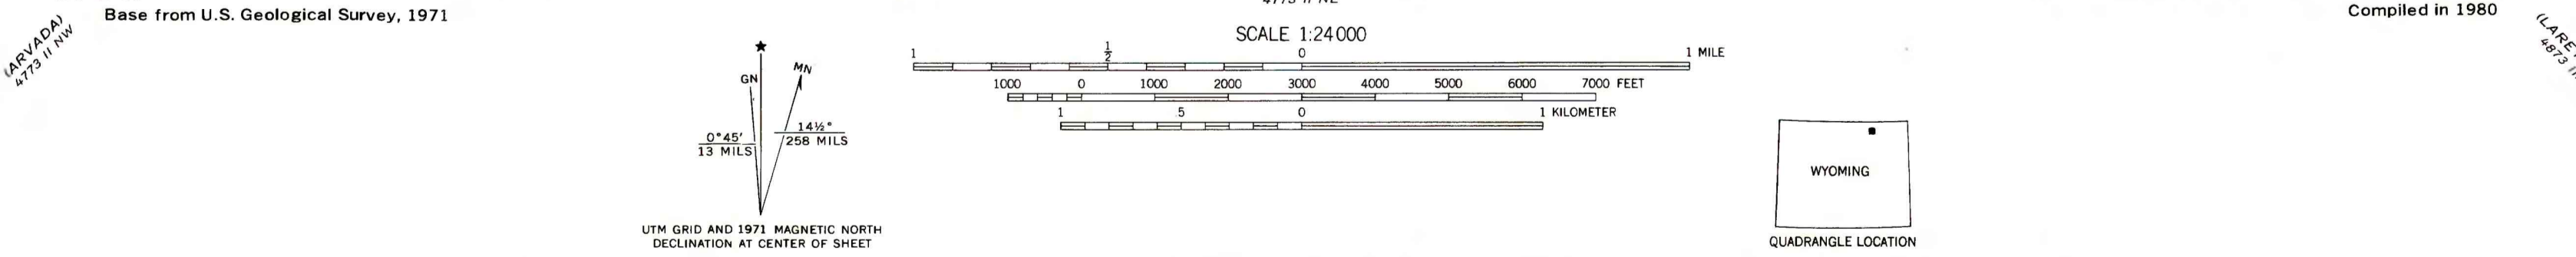 (ARVADA)
4773 II NW
Base from U.S. Geological Survey, 1971
Compiled in 1980
4873
SCALE 1:24 000
1 1/2 0 1 MILE
1000 0 1000 2000 3000 4000 5000 6000 7000 FEET
1 .5 0 1 KILOMETER
★
GN
MN
0°45′
13 MILS
14½°
258 MILS
UTM GRID AND 1971 MAGNETIC NORTH
DECLINATION AT CENTER OF SHEET
WYOMING
QUADRANGLE LOCATION